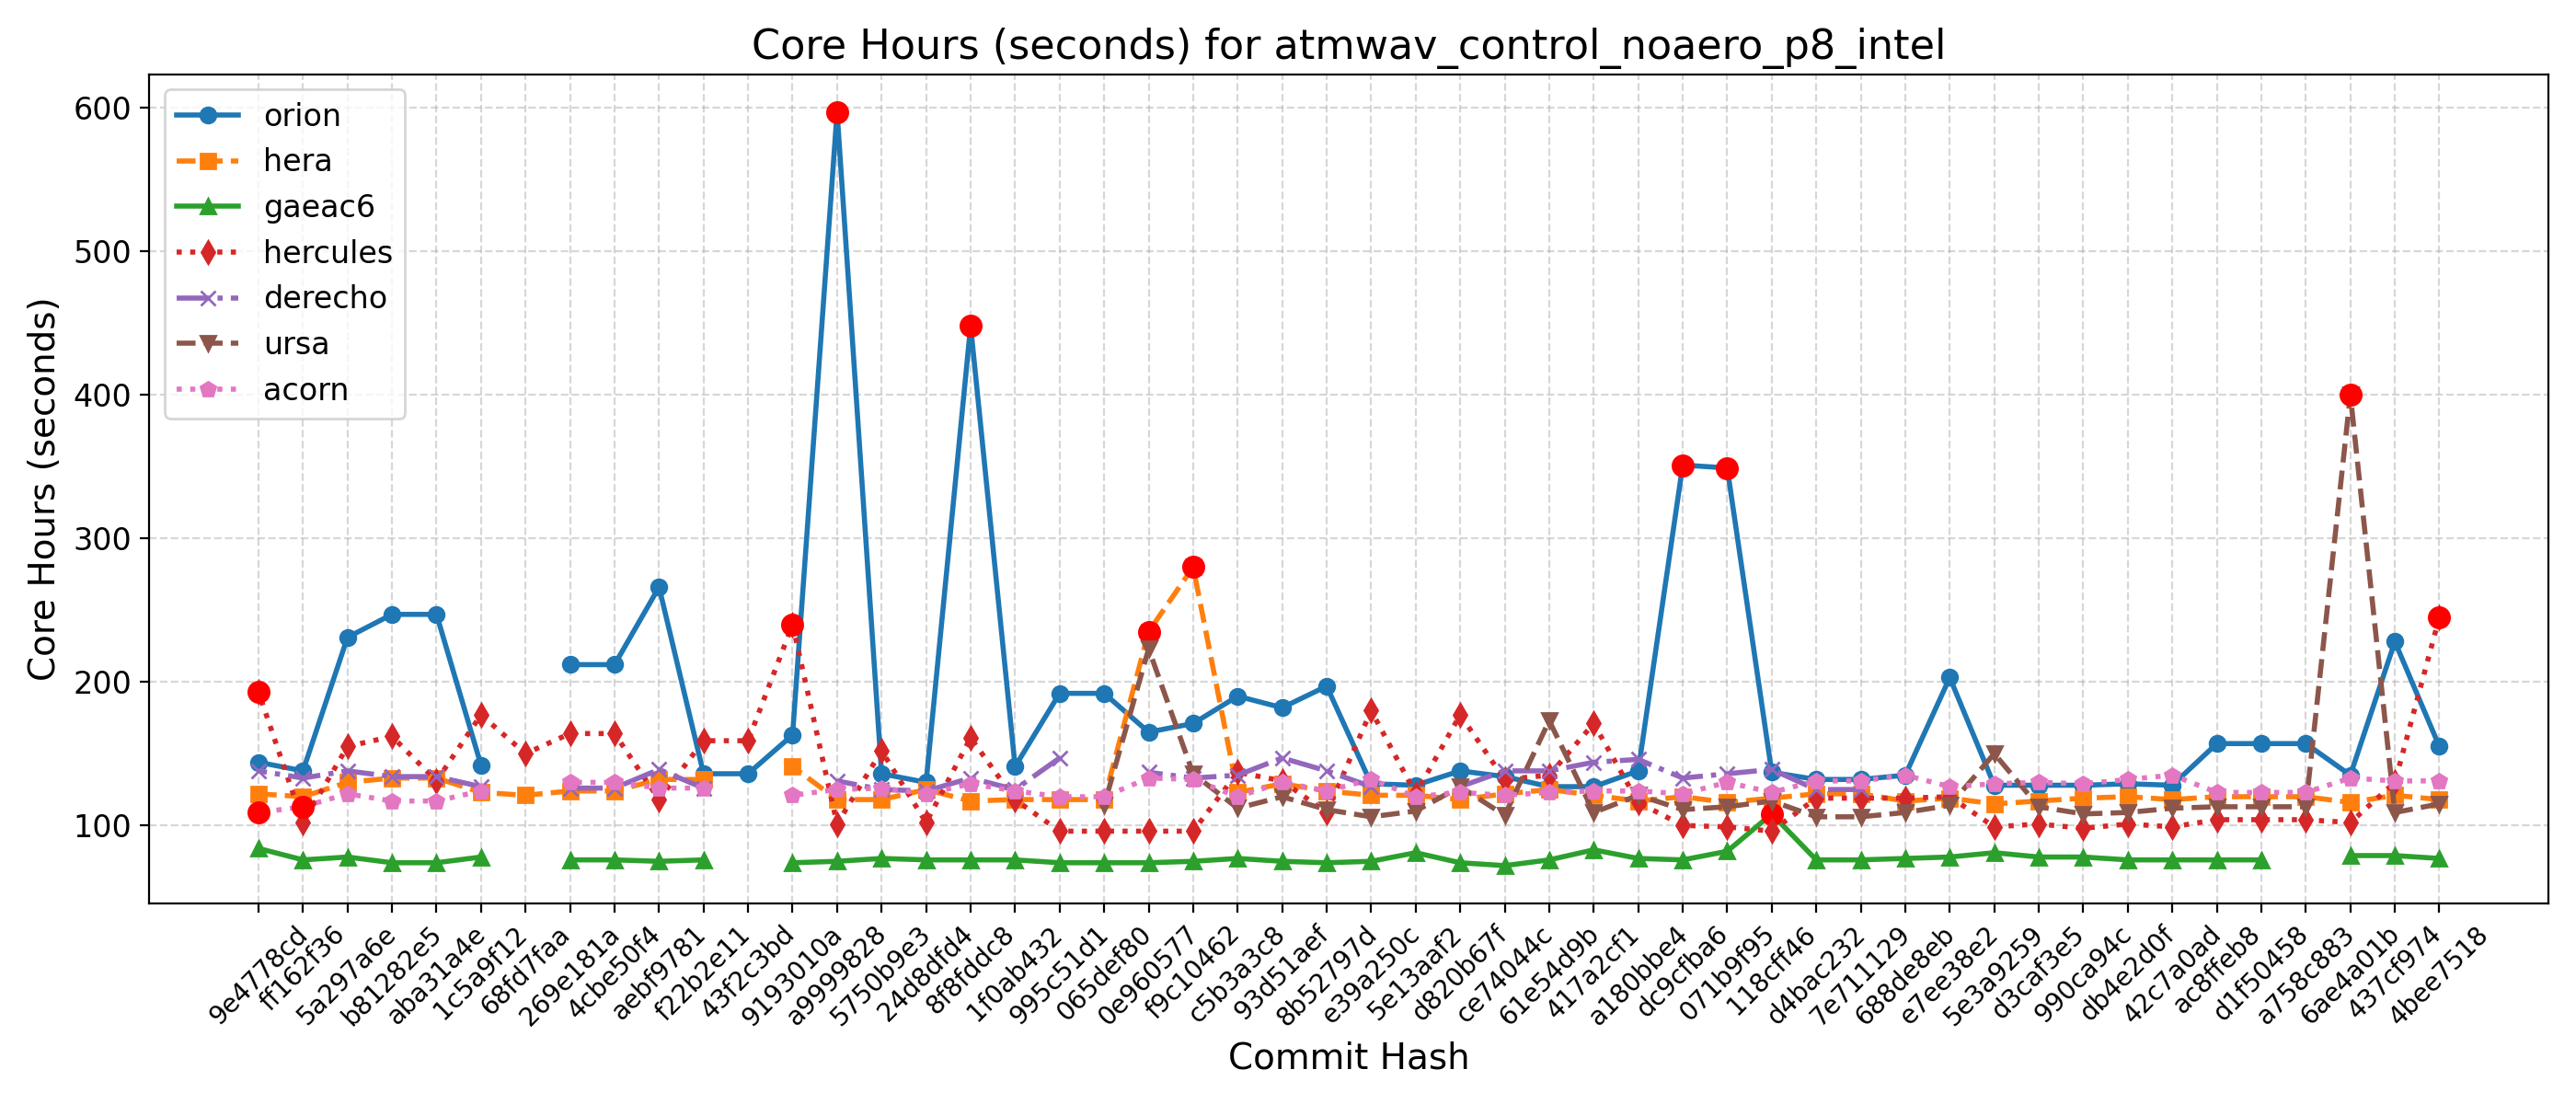 Core Hours (seconds) for atmwav_control_noaero_p8_intel
Core Hours (seconds)
600
500
400
300
200
100
orion
hera
gaeac6
hercules
derecho
ursa
acorn
9e4778cd
ff162f36
5a297a6e
b81282e5
aba31a4e
1c5a9f12
68fd7faa
269e181a
4cbe50f4
aebf9781
f22b2e11
43f2c3bd
9193010a
a9999828
5750b9e3
24d8dfd4
8f8fddc8
1f0ab432
995c51d1
065def80
0e960577
f9c10462
c5b3a3c8
93d51aef
8b52797d
e39a250c
5e13aaf2
d820b67f
ce74044c
61e54d9b
417a2cf1
a180bbe4
dc9cfba6
071b9f95
118cff46
d4bac232
7e711129
688de8eb
e7ee38e2
5e3a9259
d3caf3e5
990ca94c
db4e2d0f
42c7a0ad
ac8ffeb8
d1f50458
a758c883
6ae4a01b
437cf974
4bee7518
Commit Hash